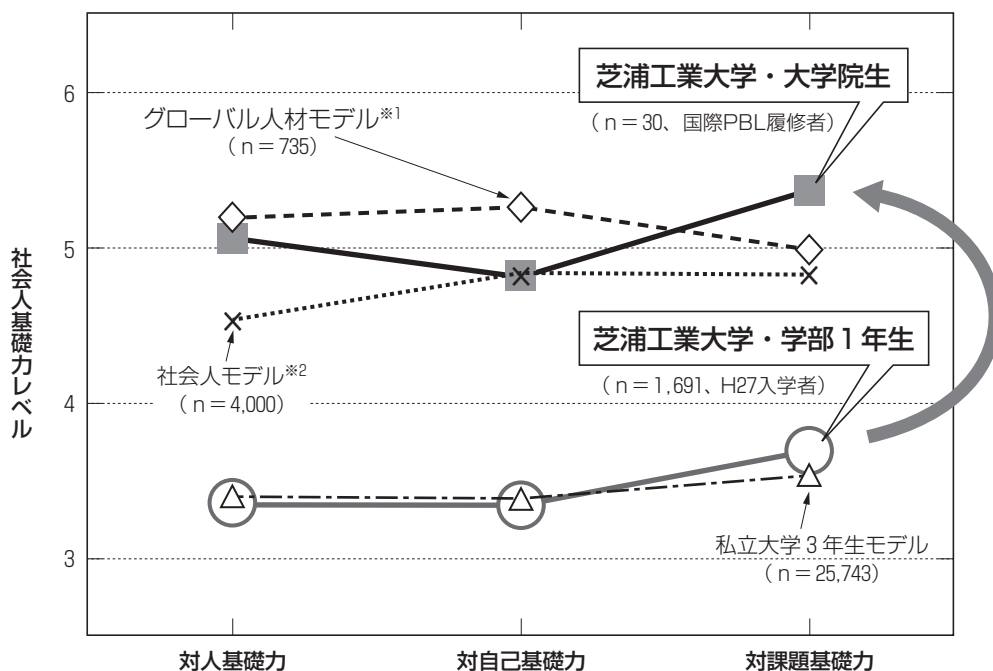 社会人基礎力レベル
6
5
4
3
芝浦工業大学・大学院生
（n＝30、国際PBL履修者）
グローバル人材モデル※1
（n＝735）
芝浦工業大学・学部1年生
（n＝1,691、H27入学者）
社会人モデル※2
（n＝4,000）
私立大学3年生モデル
（n＝25,743）
対人基礎力
対自己基礎力
対課題基礎力